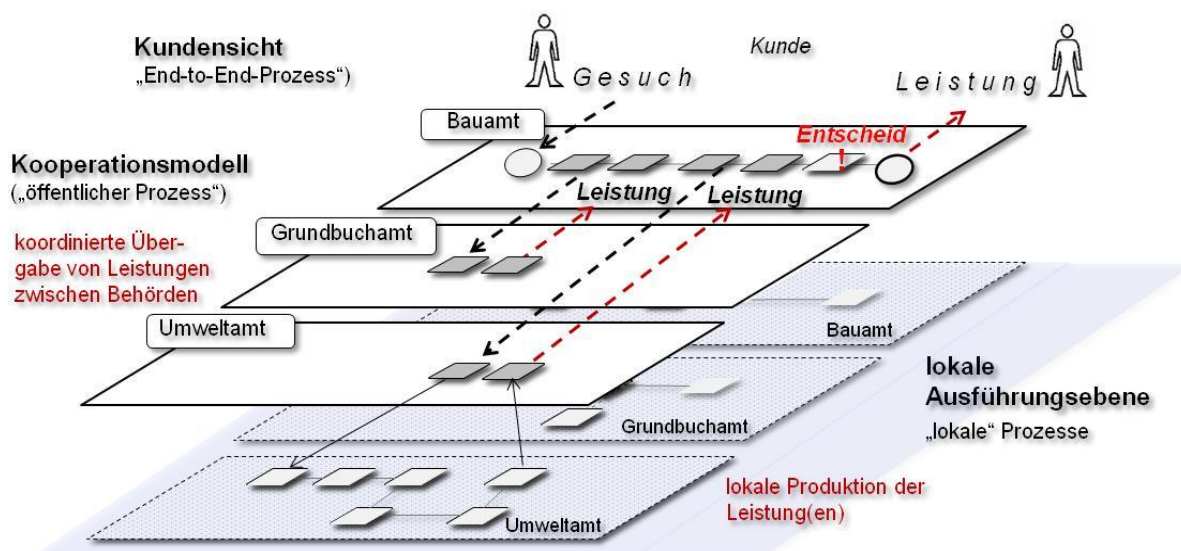 Kundensicht
(„End-to-End-Prozess“)
Kunde
Gesuch
Leistung
Bauamt
Entscheid
!
Kooperationsmodell
(„öffentlicher Prozess“)
Leistung
Leistung
Grundbuchamt
koordinierte Über-
gabe von Leistungen
zwischen Behörden
Umweltamt
Bauamt
lokale
Ausführungsebene
„lokale“ Prozesse
Grundbuchamt
lokale Produktion der
Leistung(en)
Umweltamt